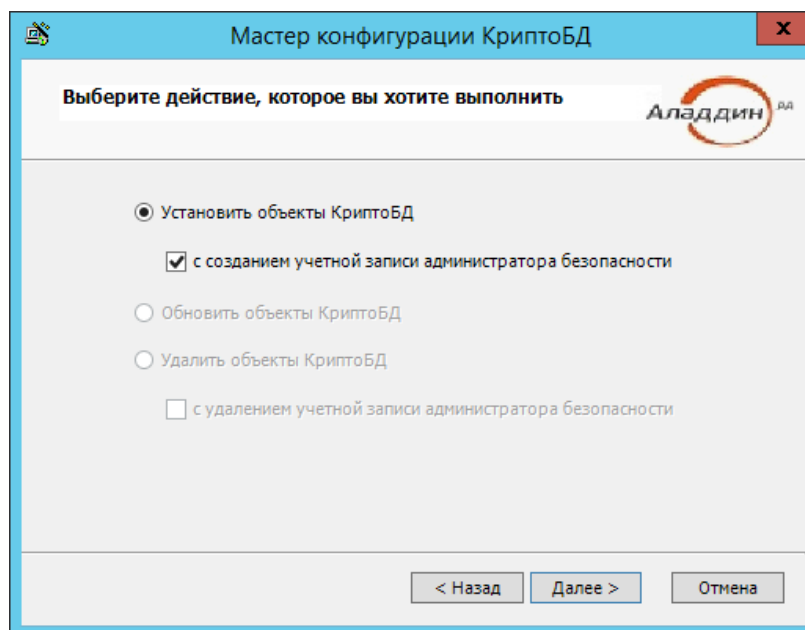 Мастер конфигурации КриптоБД
Выберите действие, которое вы хотите выполнить
Аладдин РД
Установить объекты КриптоБД
с созданием учетной записи администратора безопасности
Обновить объекты КриптоБД
Удалить объекты КриптоБД
с удалением учетной записи администратора безопасности
< Назад
Далее >
Отмена